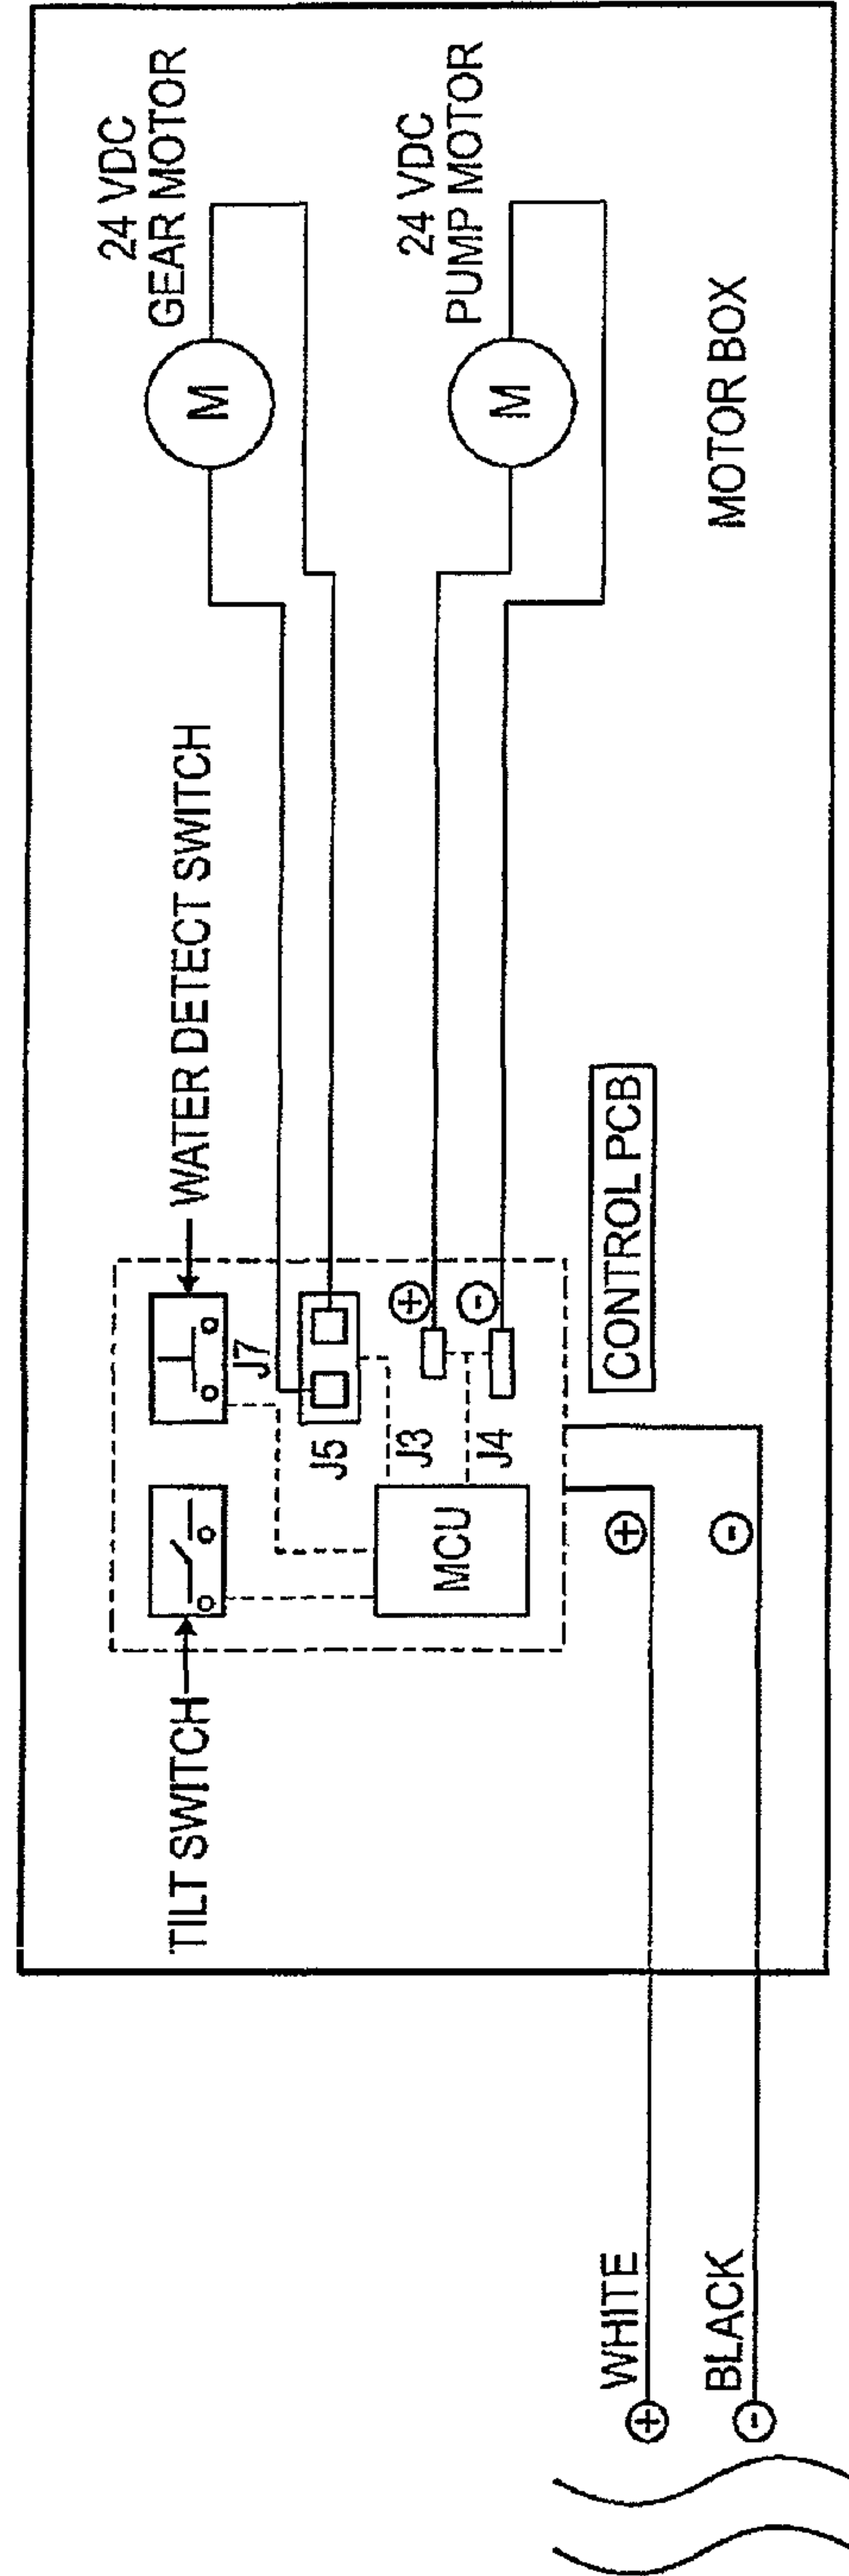 24 VDC
GEAR MOTOR
M
24 VDC
PUMP MOTOR
M
MOTOR BOX
WATER DETECT SWITCH
TILT SWITCH
J7
J5
J3
+
J4
-
MCU
CONTROL PCB
+
-
WHITE
+
BLACK
-